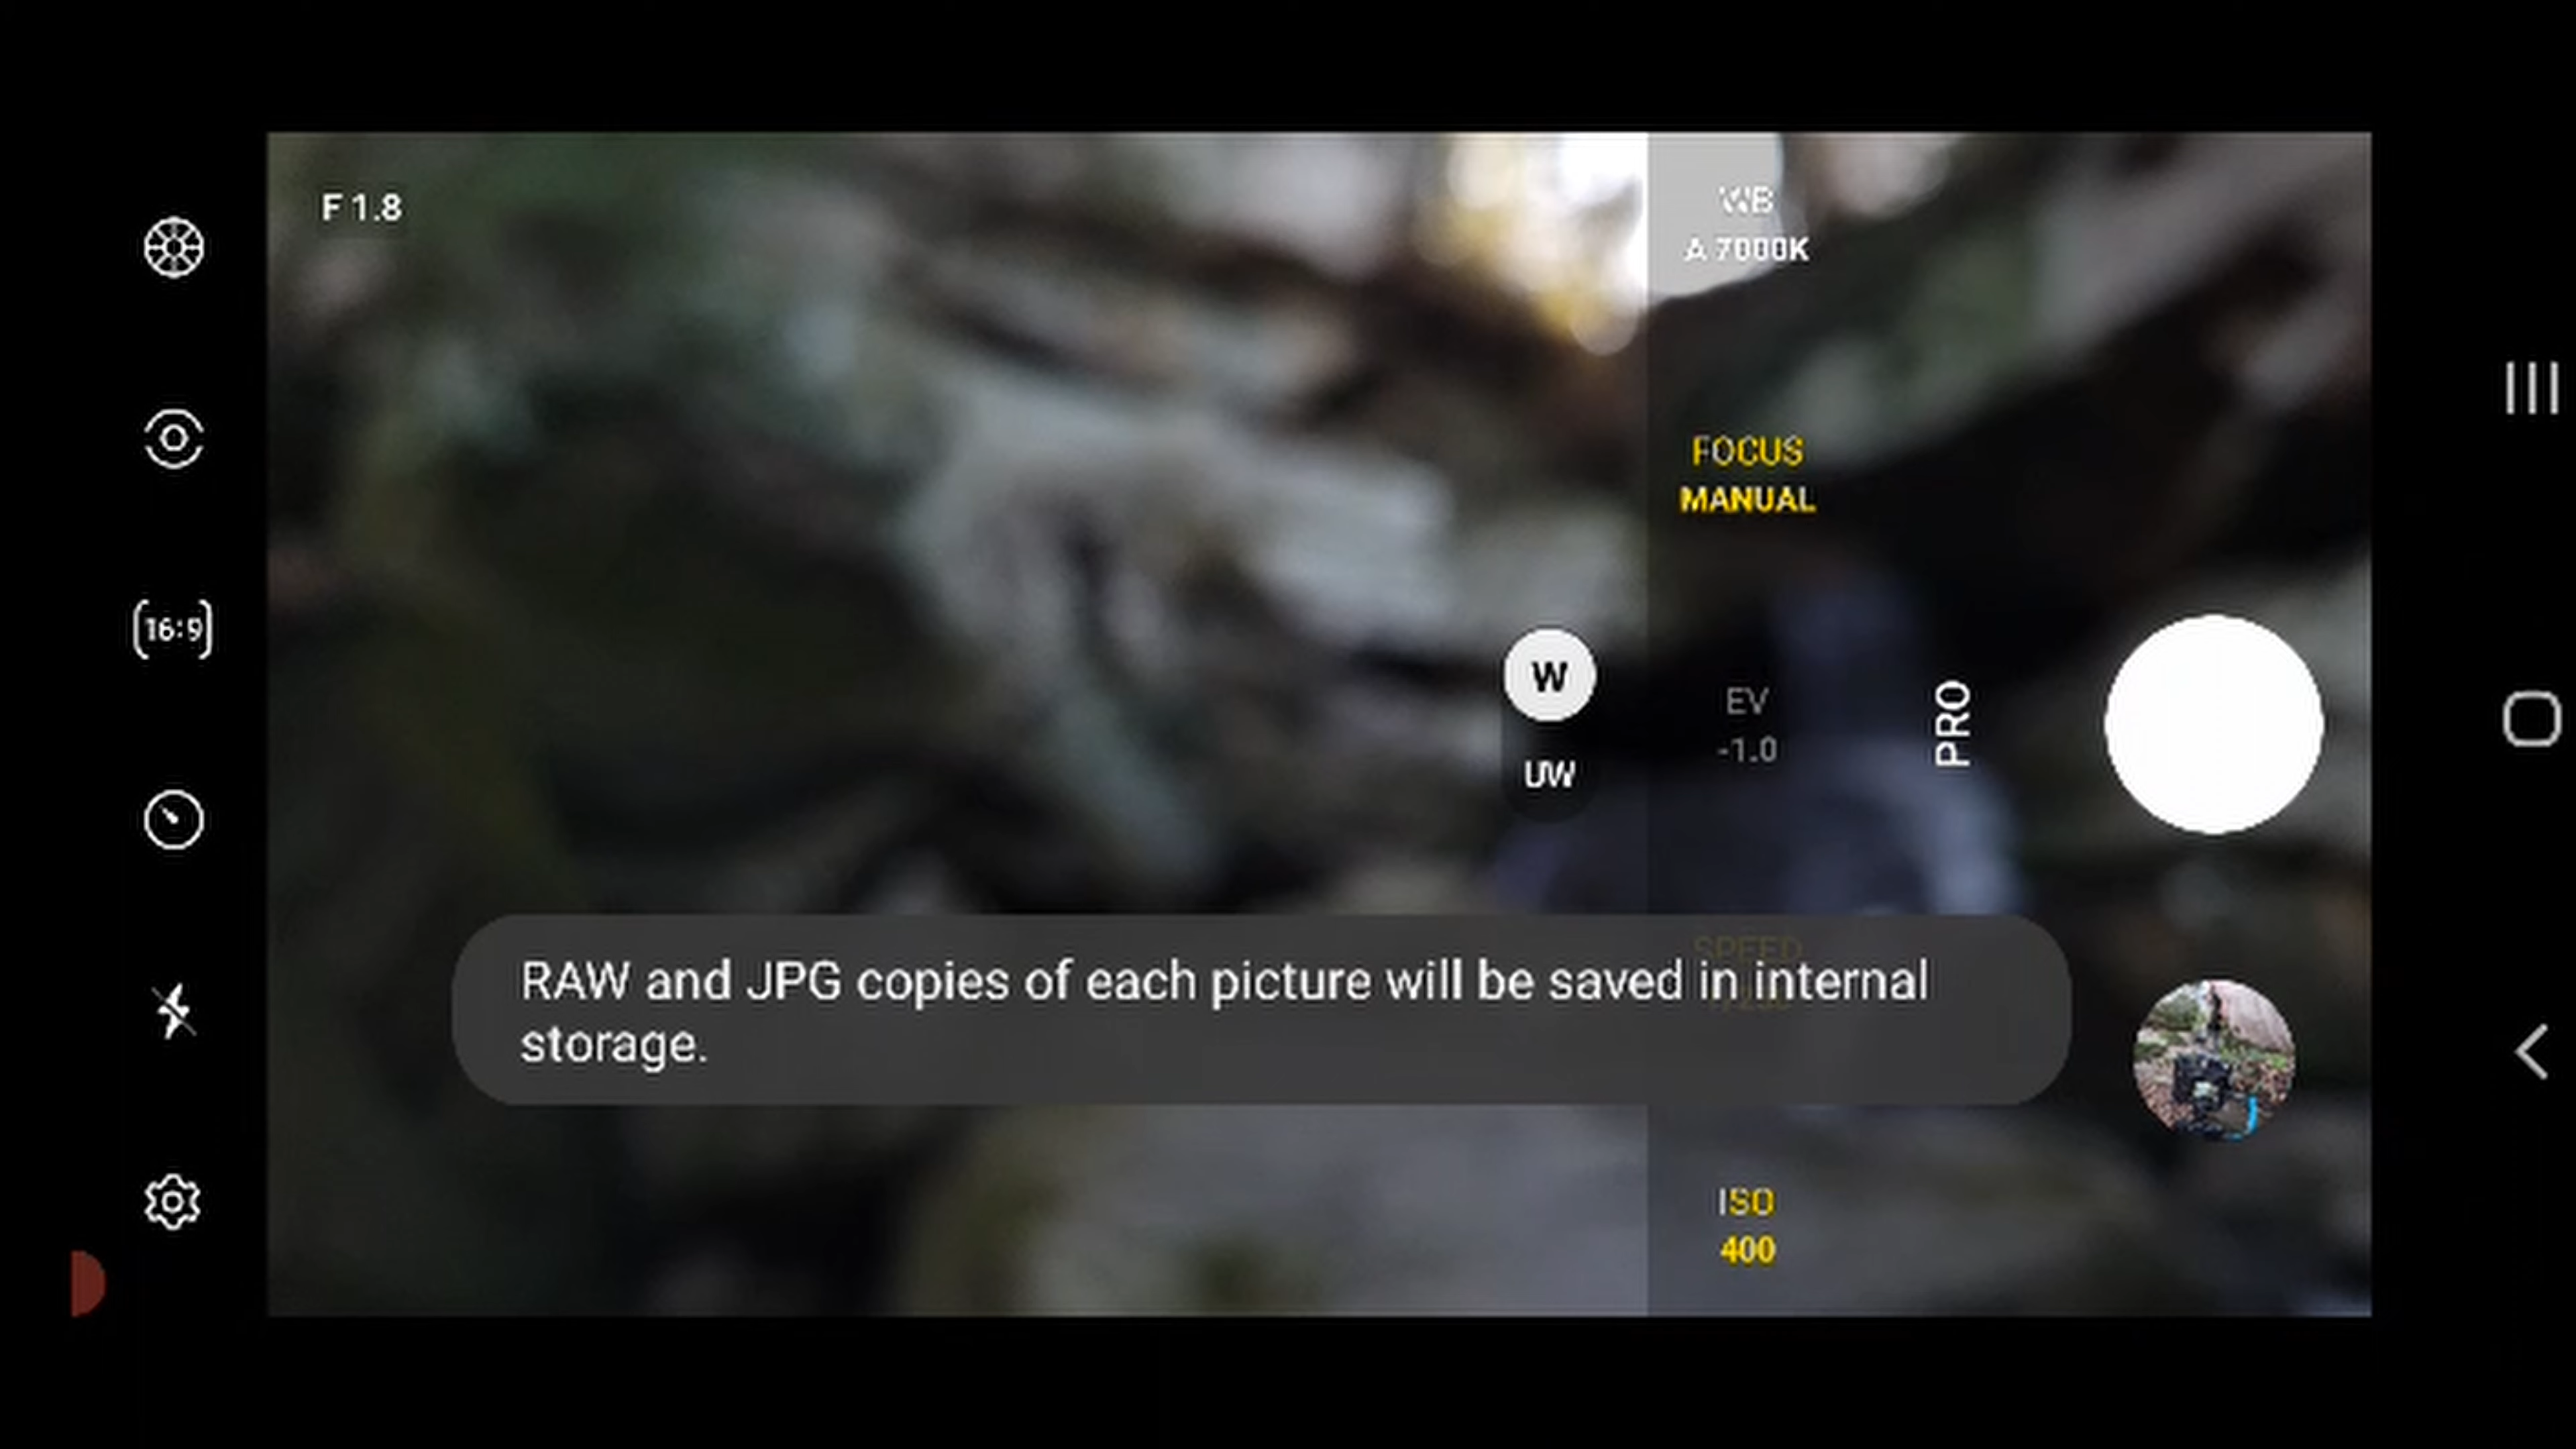 F 1.8
WB
A 7000K
FOCUS
MANUAL
16:9
W
UW
EV
-1.0
PRO
SPEED
RAW and JPG copies of each picture will be saved in internal
storage.
ISO
400